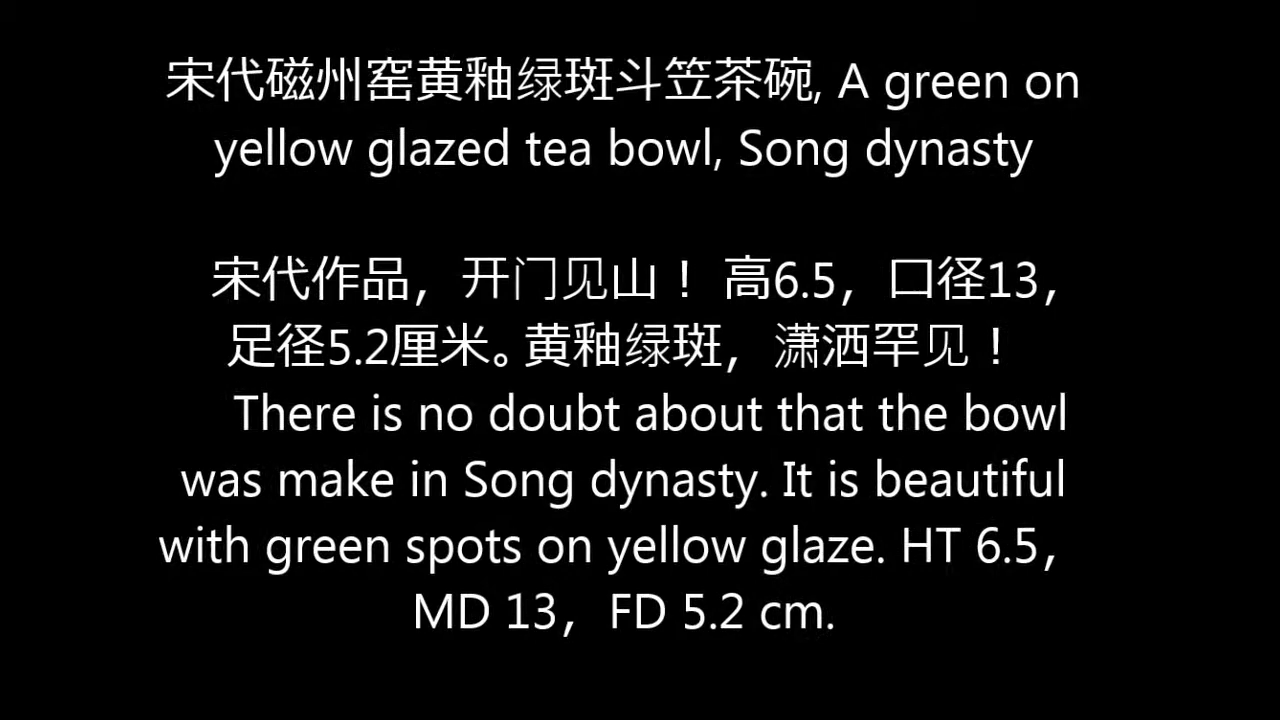 宋代磁州窑黄釉绿斑斗笠茶碗, A green on
yellow glazed tea bowl, Song dynasty
宋代作品，开门见山！ 高6.5，口径13，
足径5.2厘米。黄釉绿斑，潇洒罕见！
There is no doubt about that the bowl
was make in Song dynasty. It is beautiful
with green spots on yellow glaze. HT 6.5，
MD 13，FD 5.2 cm.